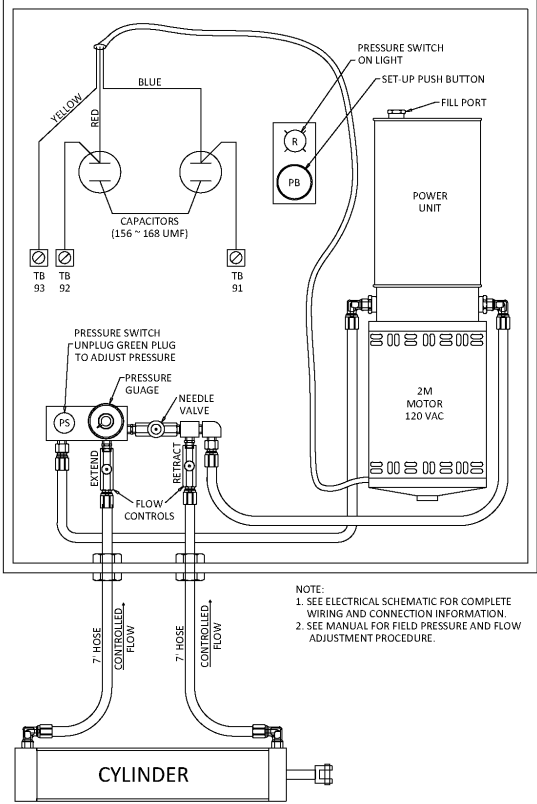 PRESSURE SWITCH
ON LIGHT
SET-UP PUSH BUTTON
FILL PORT
BLUE
YELLOW
RED
R
PB
POWER
UNIT
CAPACITORS
(156 ~ 168 UMF)
TB
93
TB
92
TB
91
PRESSURE SWITCH
UNPLUG GREEN PLUG
TO ADJUST PRESSURE
PRESSURE
GUAGE
NEEDLE
VALVE
2M
MOTOR
120 VAC
PS
EXTEND
RETRACT
FLOW
CONTROLS
NOTE:
1. SEE ELECTRICAL SCHEMATIC FOR COMPLETE
WIRING AND CONNECTION INFORMATION.
2. SEE MANUAL FOR FIELD PRESSURE AND FLOW
ADJUSTMENT PROCEDURE.
7' HOSE
CONTROLLED
FLOW
7' HOSE
CONTROLLED
FLOW
CYLINDER